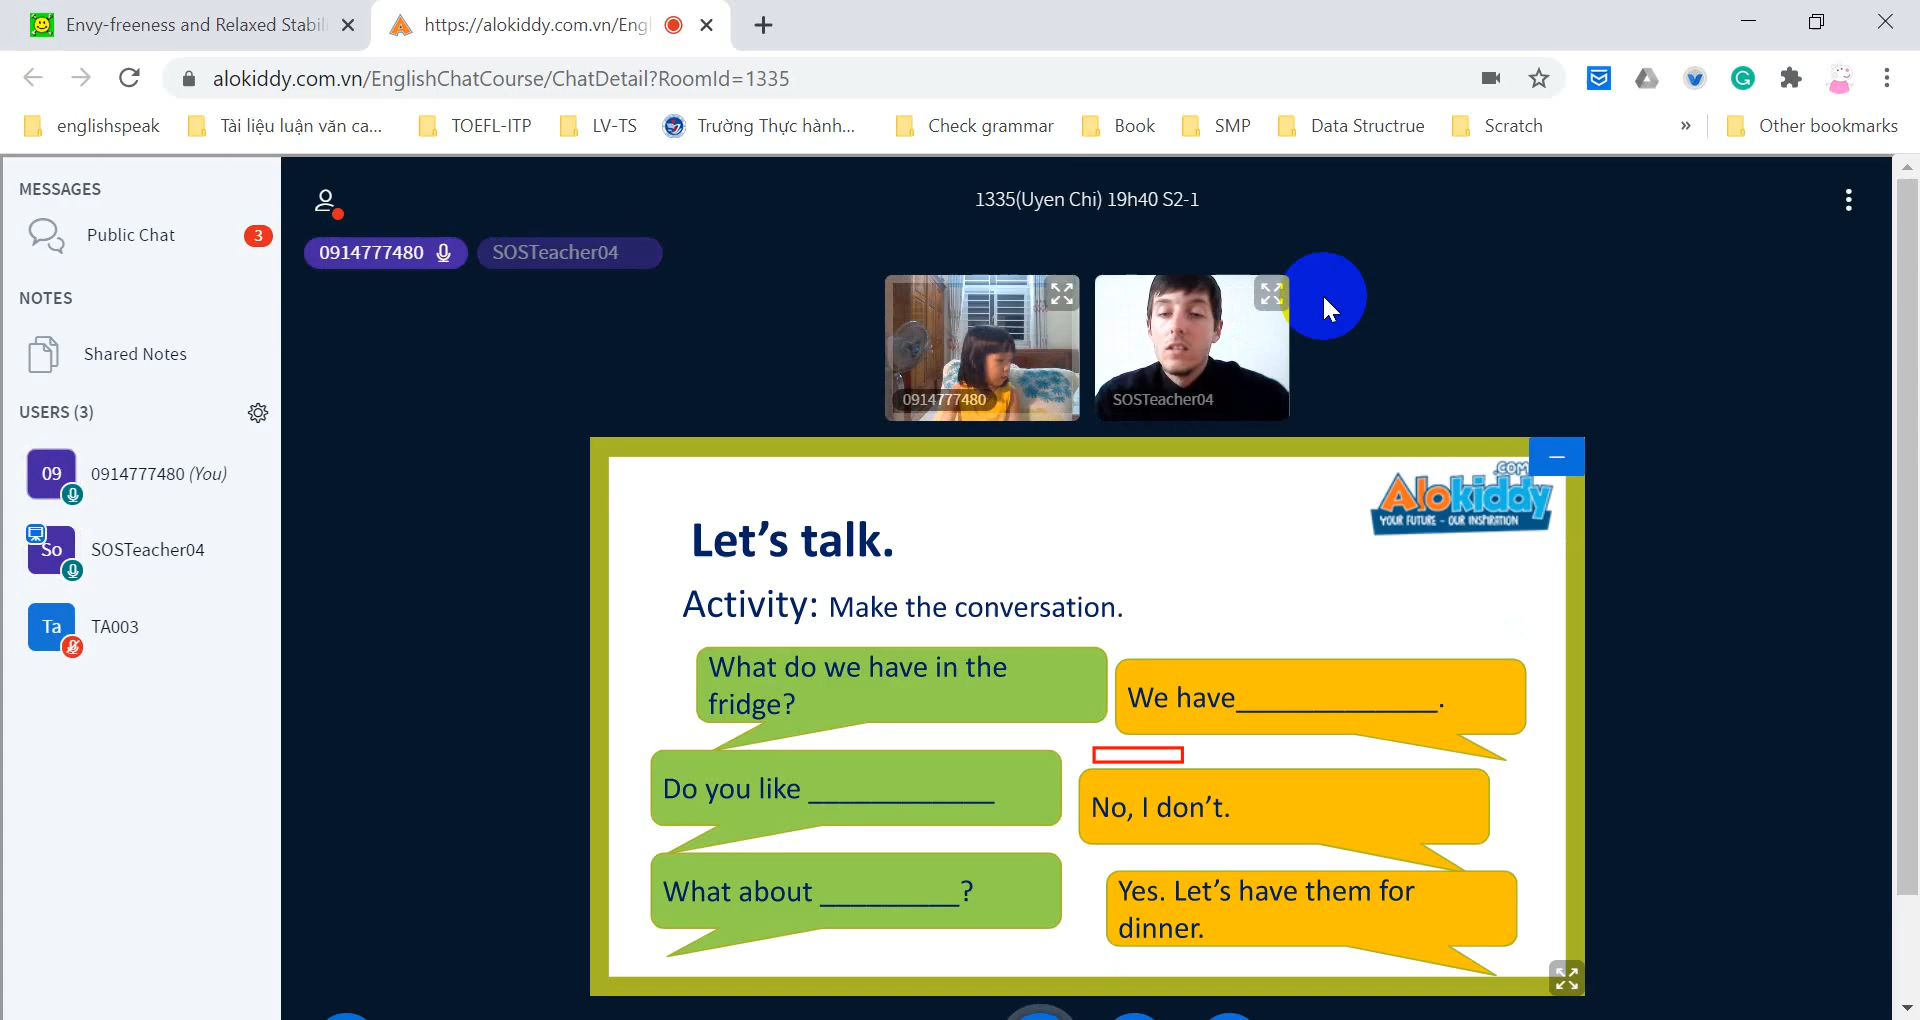 Envy-freeness and Relaxed Stabil
https://alokiddy.com.vn/Engl
alokiddy.com.vn/EnglishChatCourse/ChatDetail?RoomId=1335
englishspeak
Tài liệu luận văn ca...
TOEFL-ITP
LV-TS
Trường Thực hành...
Check grammar
Book
SMP
Data Structrue
Scratch
»
Other bookmarks
MESSAGES
Public Chat
3
NOTES
Shared Notes
USERS (3)
09
0914777480 (You)
So
SOSTeacher04
Ta
TA003
1335(Uyen Chi) 19h40 S2-1
0914777480
SOSTeacher04
0914777480
SOSTeacher04
.COM
Alokiddy
YOUR FUTURE - OUR INSPIRATION
Let's talk.
Activity: Make the conversation.
What do we have in the
fridge?
We have_____________.
Do you like ____________
No, I don't.
What about _________?
Yes. Let's have them for
dinner.